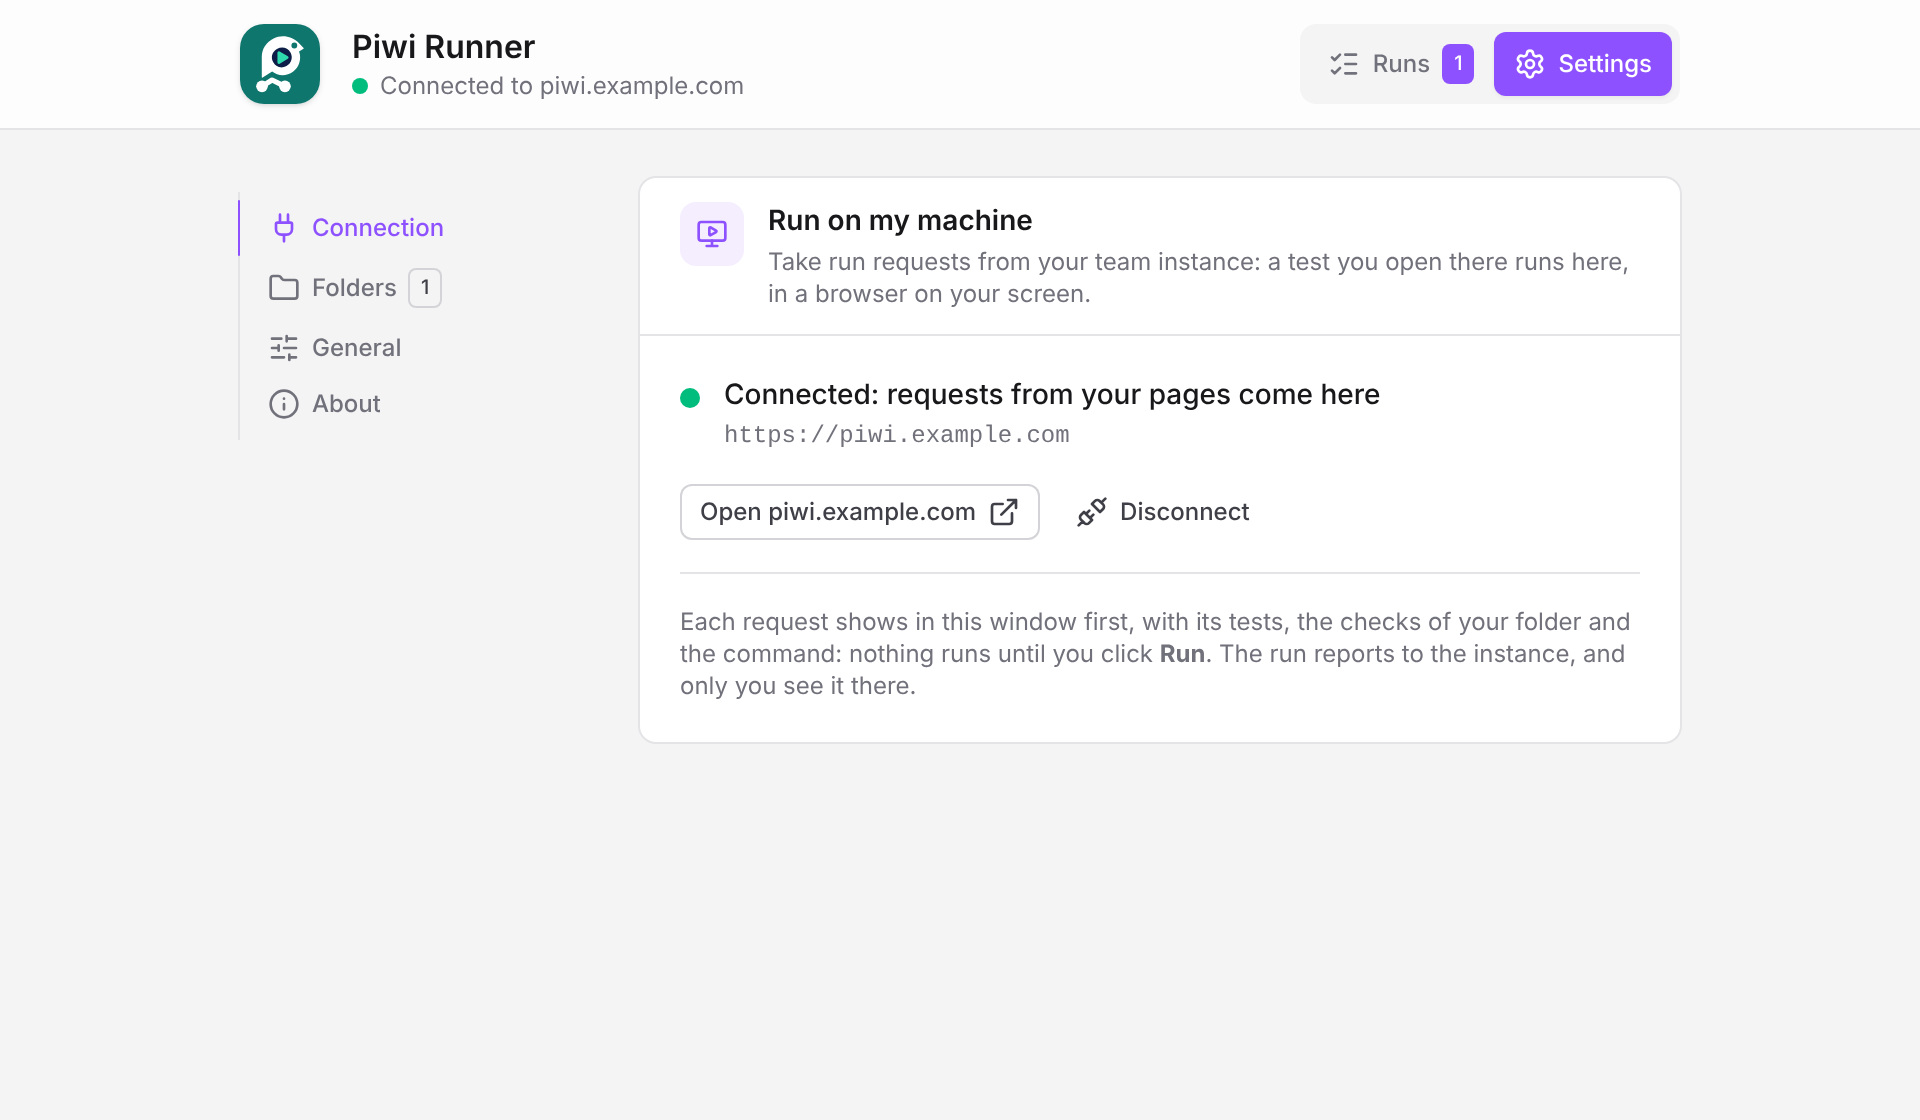 Piwi Runner
Connected to piwi.example.com
Runs 1
Settings
Connection
Folders 1
General
About
Run on my machine
Take run requests from your team instance: a test you open there runs here,
in a browser on your screen.
Connected: requests from your pages come here
https://piwi.example.com
Open piwi.example.com
Disconnect
Each request shows in this window first, with its tests, the checks of your folder and
the command: nothing runs until you click Run. The run reports to the instance, and
only you see it there.